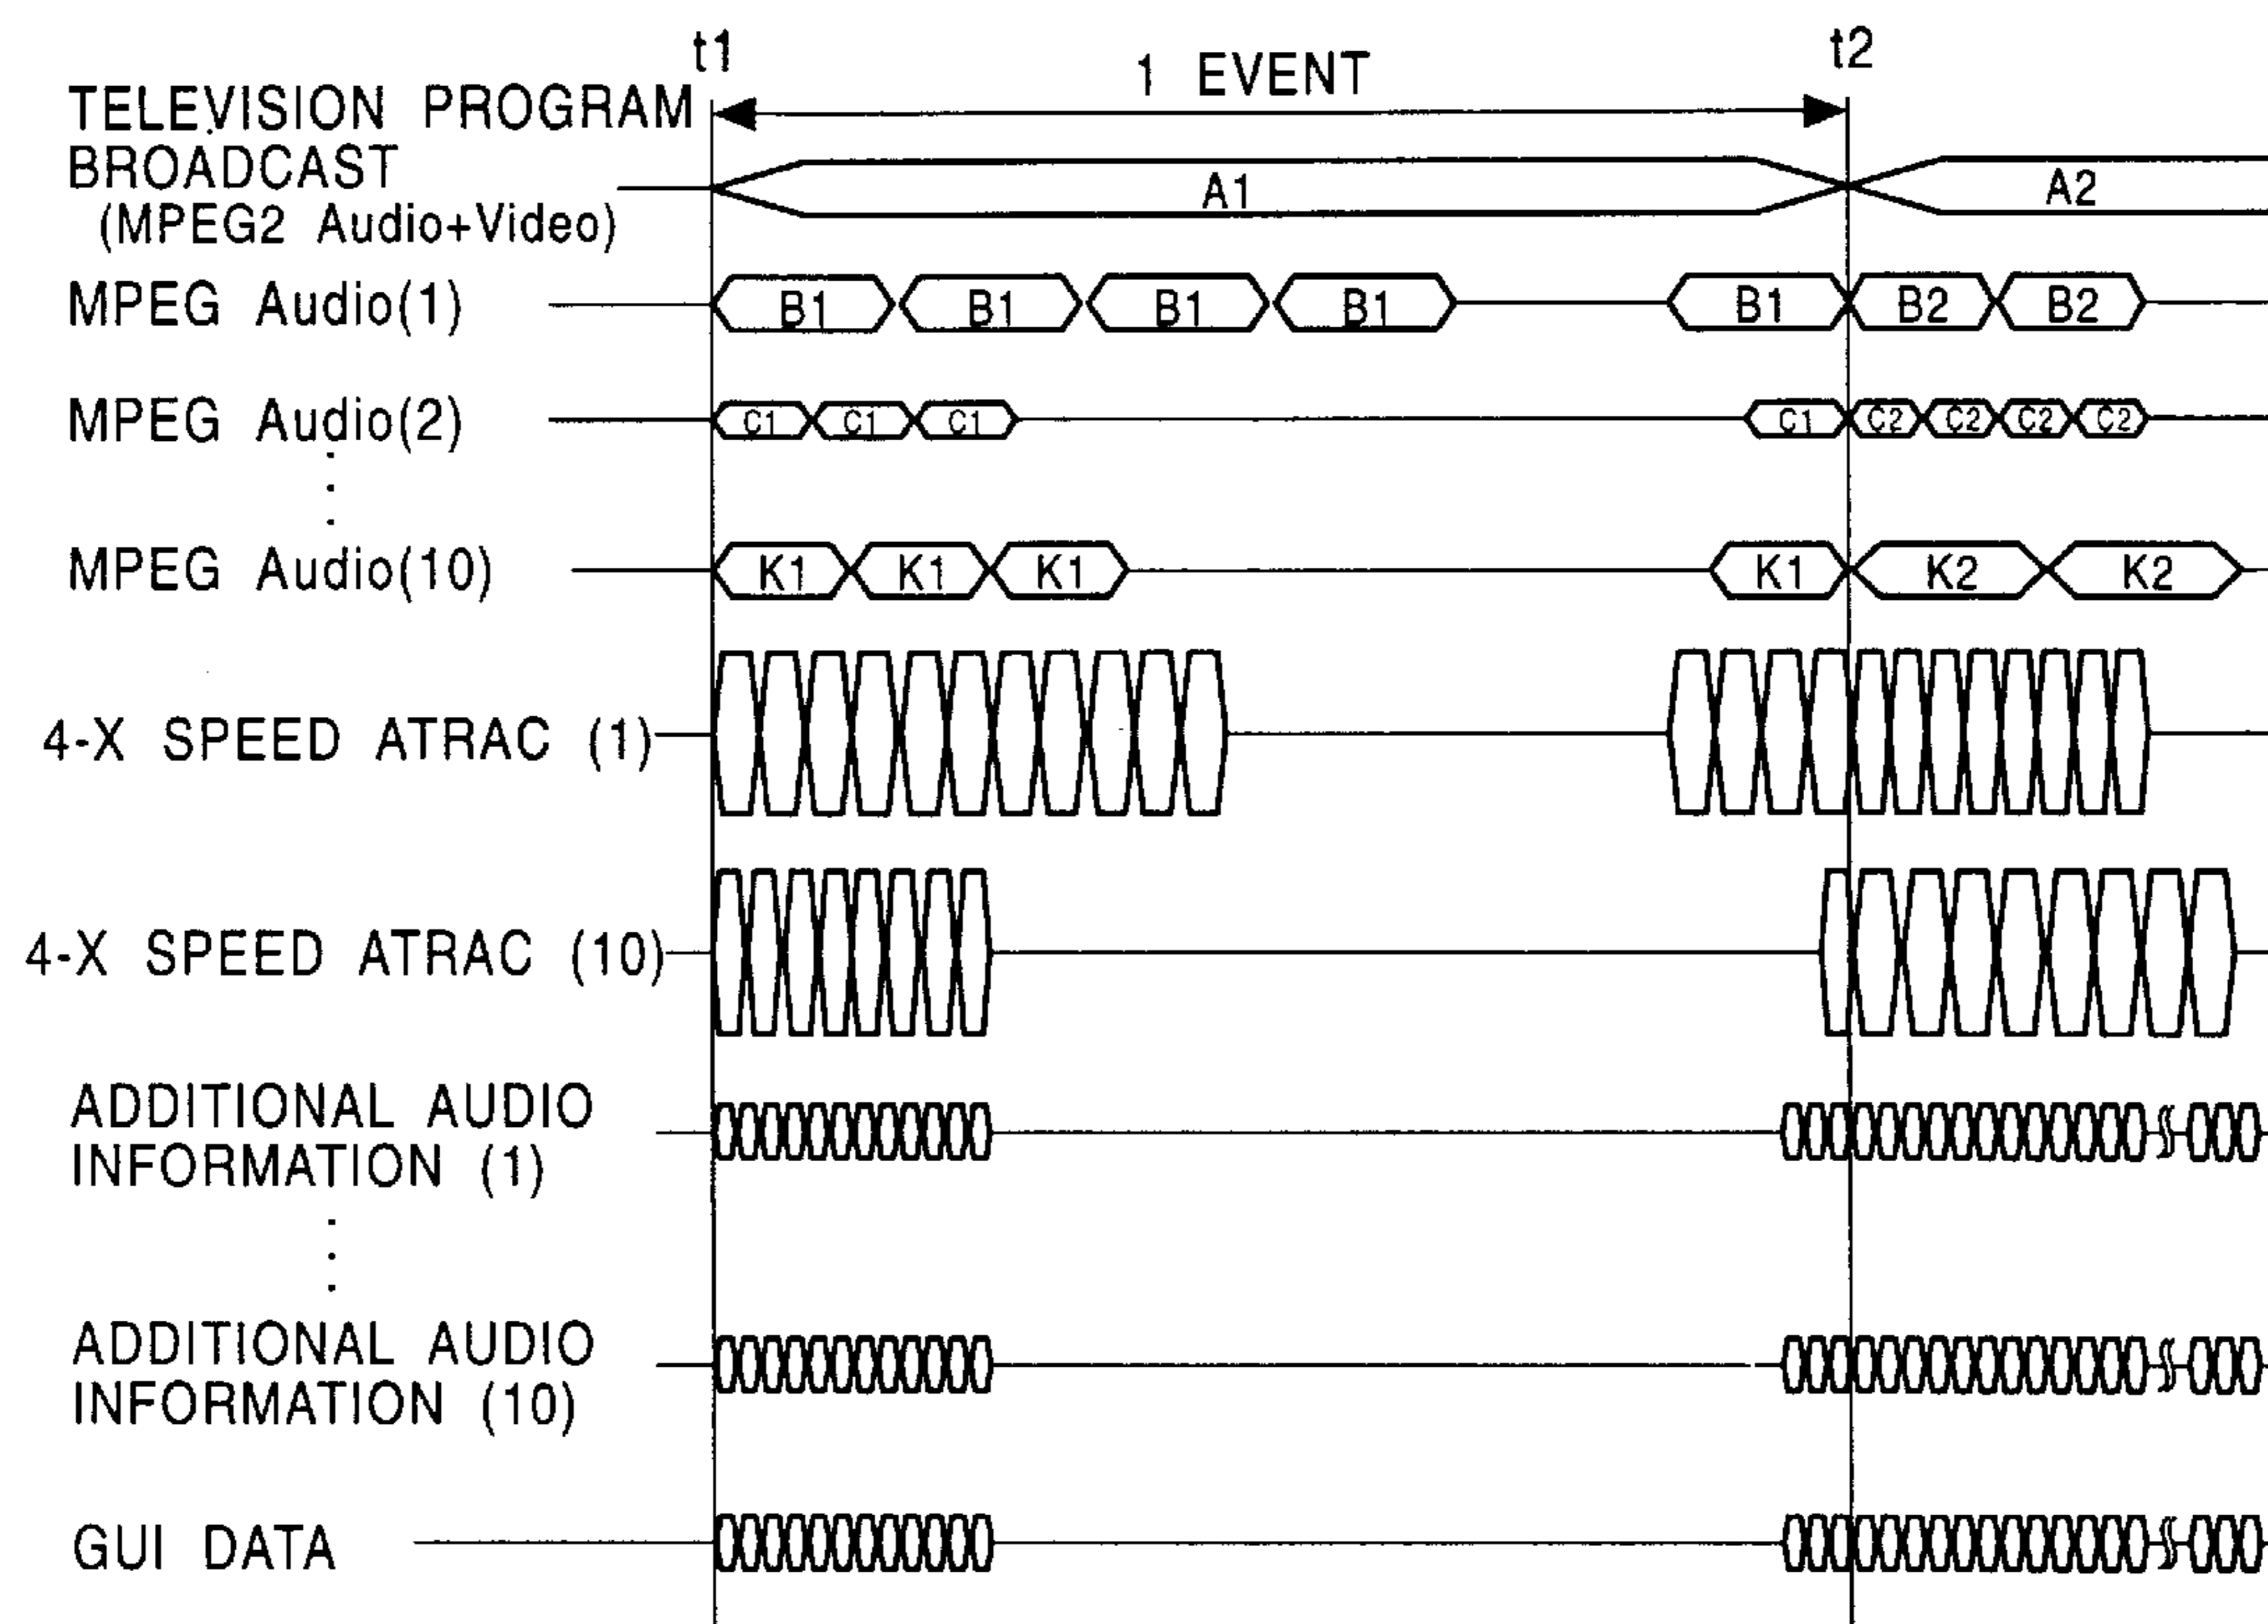 t1
1 EVENT
t2
TELEVISION PROGRAM
BROADCAST
A1
A2
(MPEG2 Audio+Video)
MPEG Audio(1)
B1 B1 B1 B1 B1 B2 B2
MPEG Audio(2)
C1 C1 C1 C1 C2 C2 C2 C2
MPEG Audio(10)
K1 K1 K1 K1 K2 K2
4-X SPEED ATRAC (1)
4-X SPEED ATRAC (10)
ADDITIONAL AUDIO
INFORMATION (1)
ADDITIONAL AUDIO
INFORMATION (10)
GUI DATA